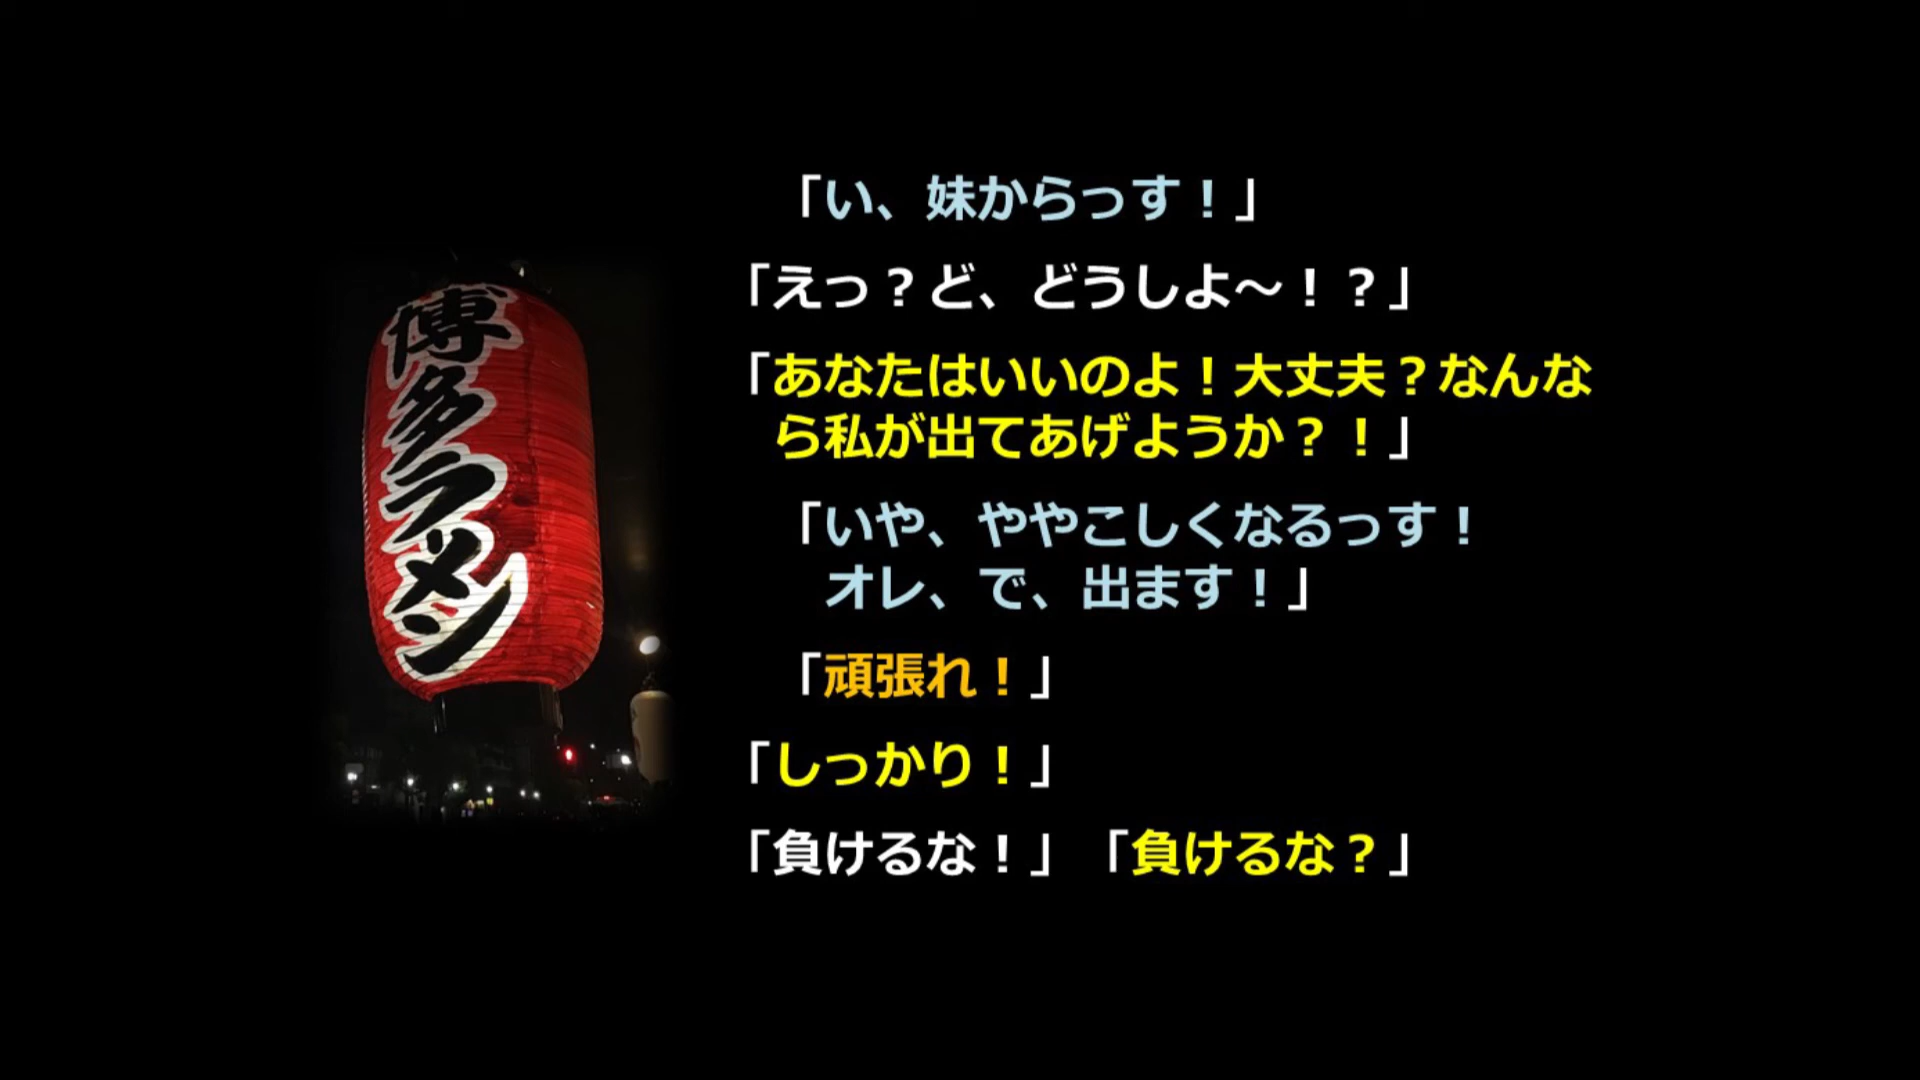 博多ラーメン
「い、妹からっす！」
「えっ？ど、どうしよ～！？」
「あなたはいいのよ！大丈夫？なんな
ら私が出てあげようか？！」
「いや、ややこしくなるっす！
オレ、で、出ます！」
「頑張れ！」
「しっかり！」
「負けるな！」「負けるな？」